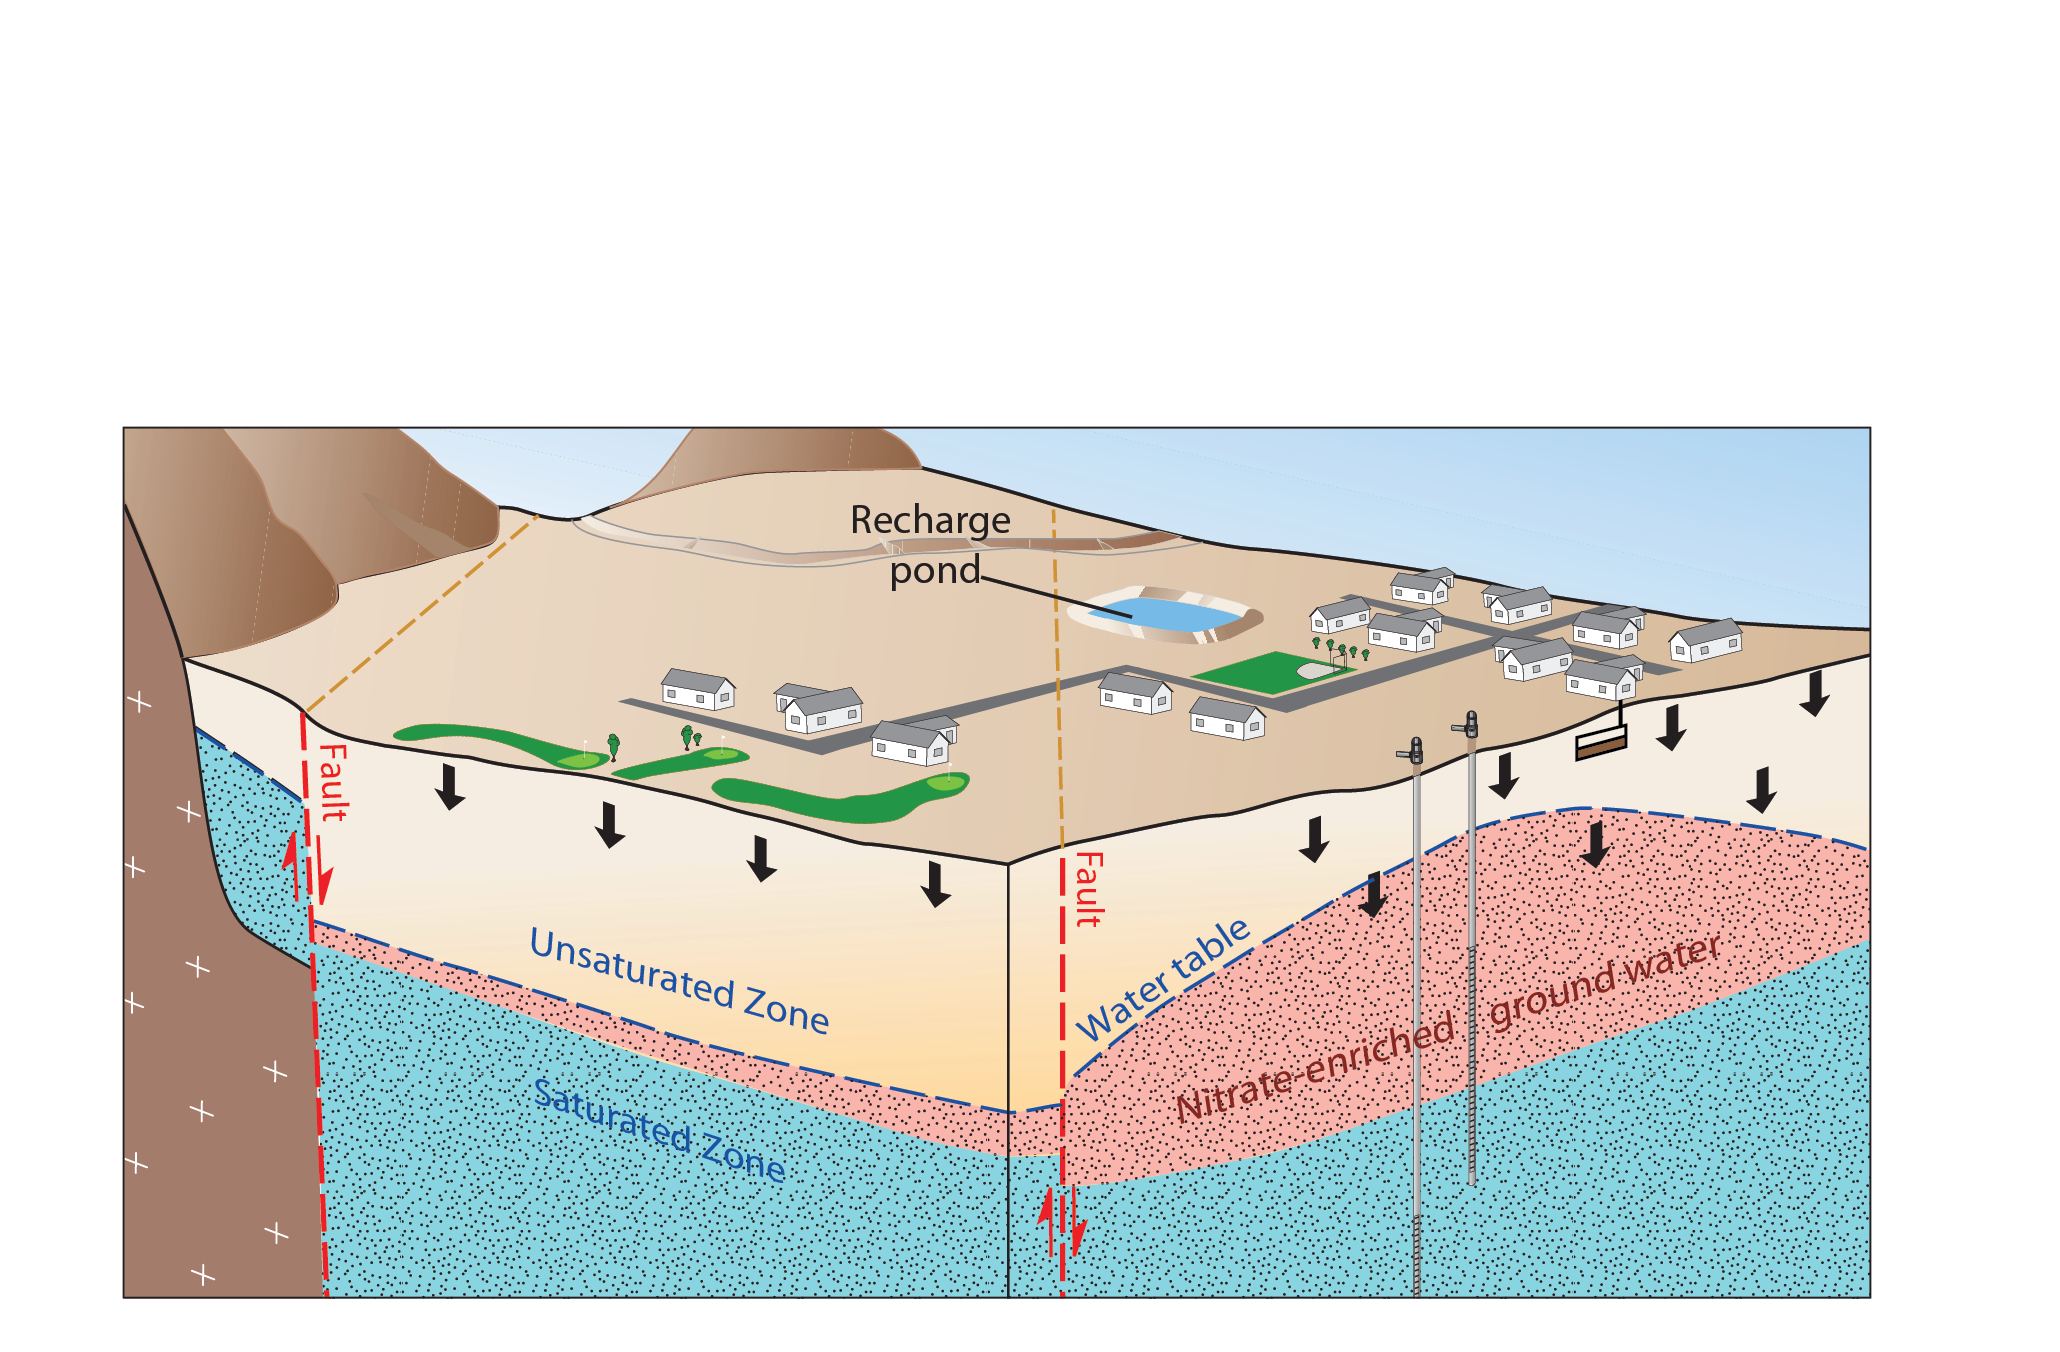 Recharge
pond
Fault
Fault
Unsaturated Zone
Water table
Nitrate-enriched ground water
Saturated Zone